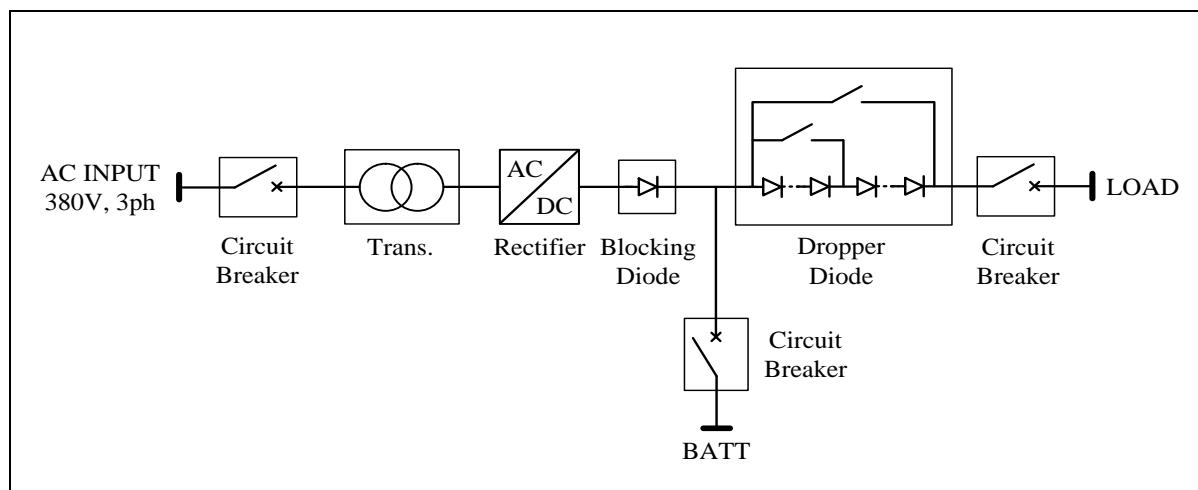 AC INPUT
380V, 3ph
Circuit
Breaker
Trans.
AC
DC
Rectifier
Blocking
Diode
Dropper
Diode
Circuit
Breaker
LOAD
Circuit
Breaker
BATT